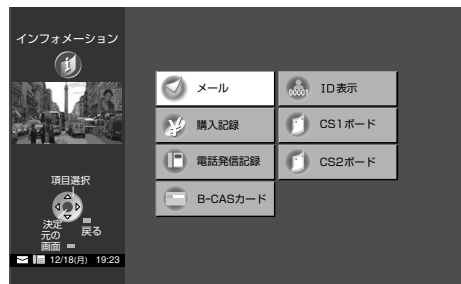 インフォメーション
メール
ID表示
購入記録
CS1ボード
電話発信記録
CS2ボード
B-CASカード
項目選択
決定
戻る
元の
画面
12/18(月) 19:23